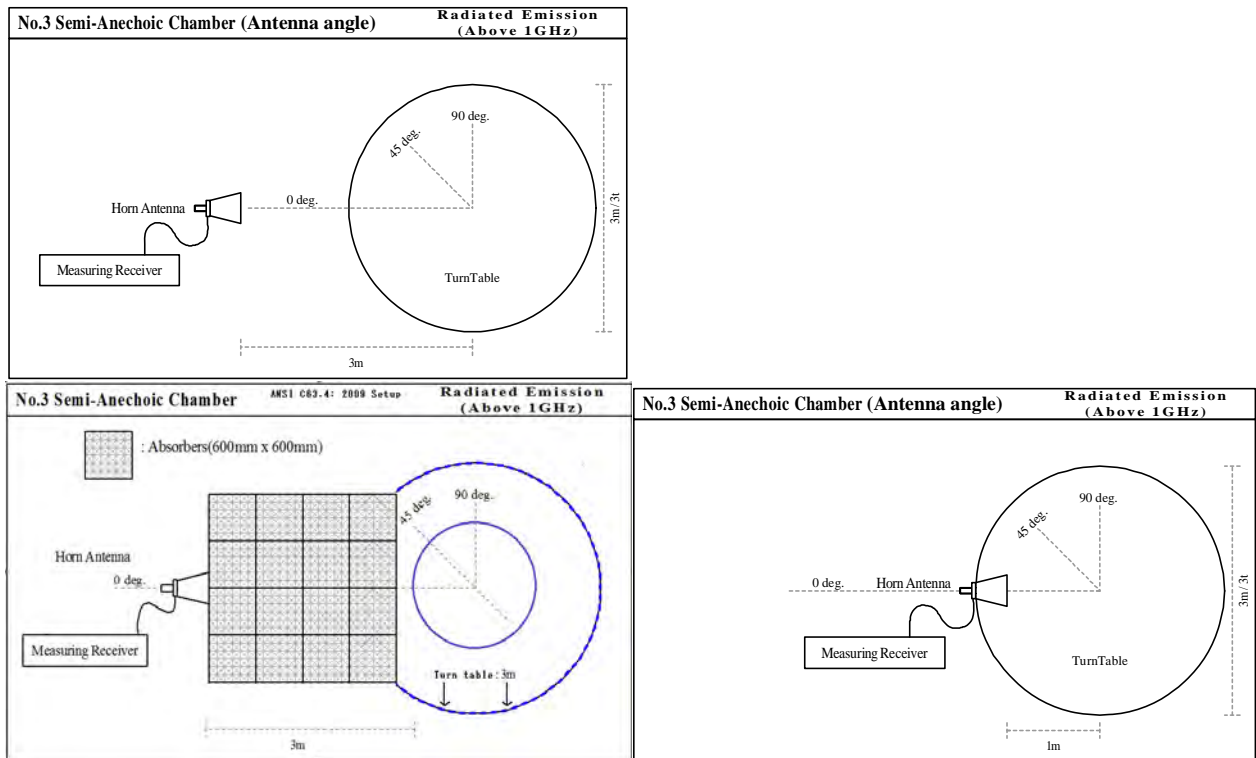 No.3 Semi-Anechoic Chamber (Antenna angle)
Radiated Emission
(Above 1GHz)
90 deg.
45 deg.
0 deg.
Horn Antenna
Measuring Receiver
TurnTable
3m/3t
3m
No.3 Semi-Anechoic Chamber
ANSI C63.4: 2009 Setup
Radiated Emission
(Above 1GHz)
: Absorbers(600mm x 600mm)
90 deg.
45 deg.
Horn Antenna
0 deg.
Measuring Receiver
Turn table:3m
3m
No.3 Semi-Anechoic Chamber (Antenna angle)
Radiated Emission
(Above 1GHz)
90 deg.
45 deg.
0 deg.
Horn Antenna
Measuring Receiver
TurnTable
3m/3t
1m